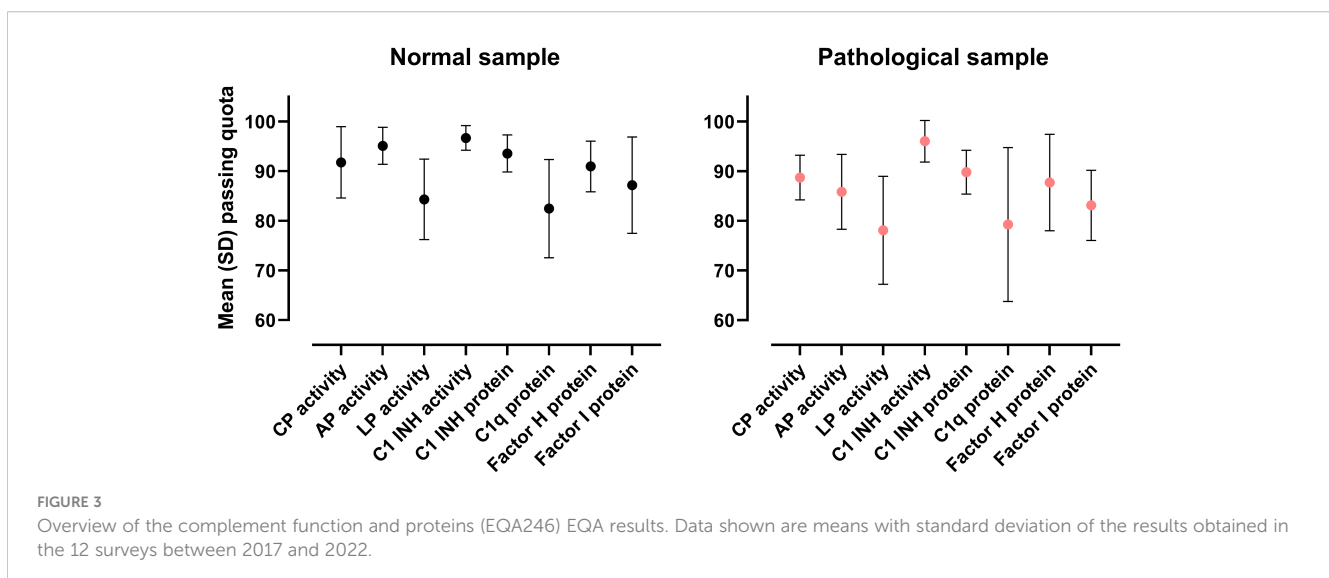 Normal sample
Pathological sample
Mean (SD) passing quota
100
90
80
70
60
CP activity
AP activity
LP activity
C1 INH activity
C1 INH protein
C1q protein
Factor H protein
Factor I protein
100
90
80
70
60
CP activity
AP activity
LP activity
C1 INH activity
C1 INH protein
C1q protein
Factor H protein
Factor I protein
FIGURE 3
Overview of the complement function and proteins (EQA246) EQA results. Data shown are means with standard deviation of the results obtained in
the 12 surveys between 2017 and 2022.